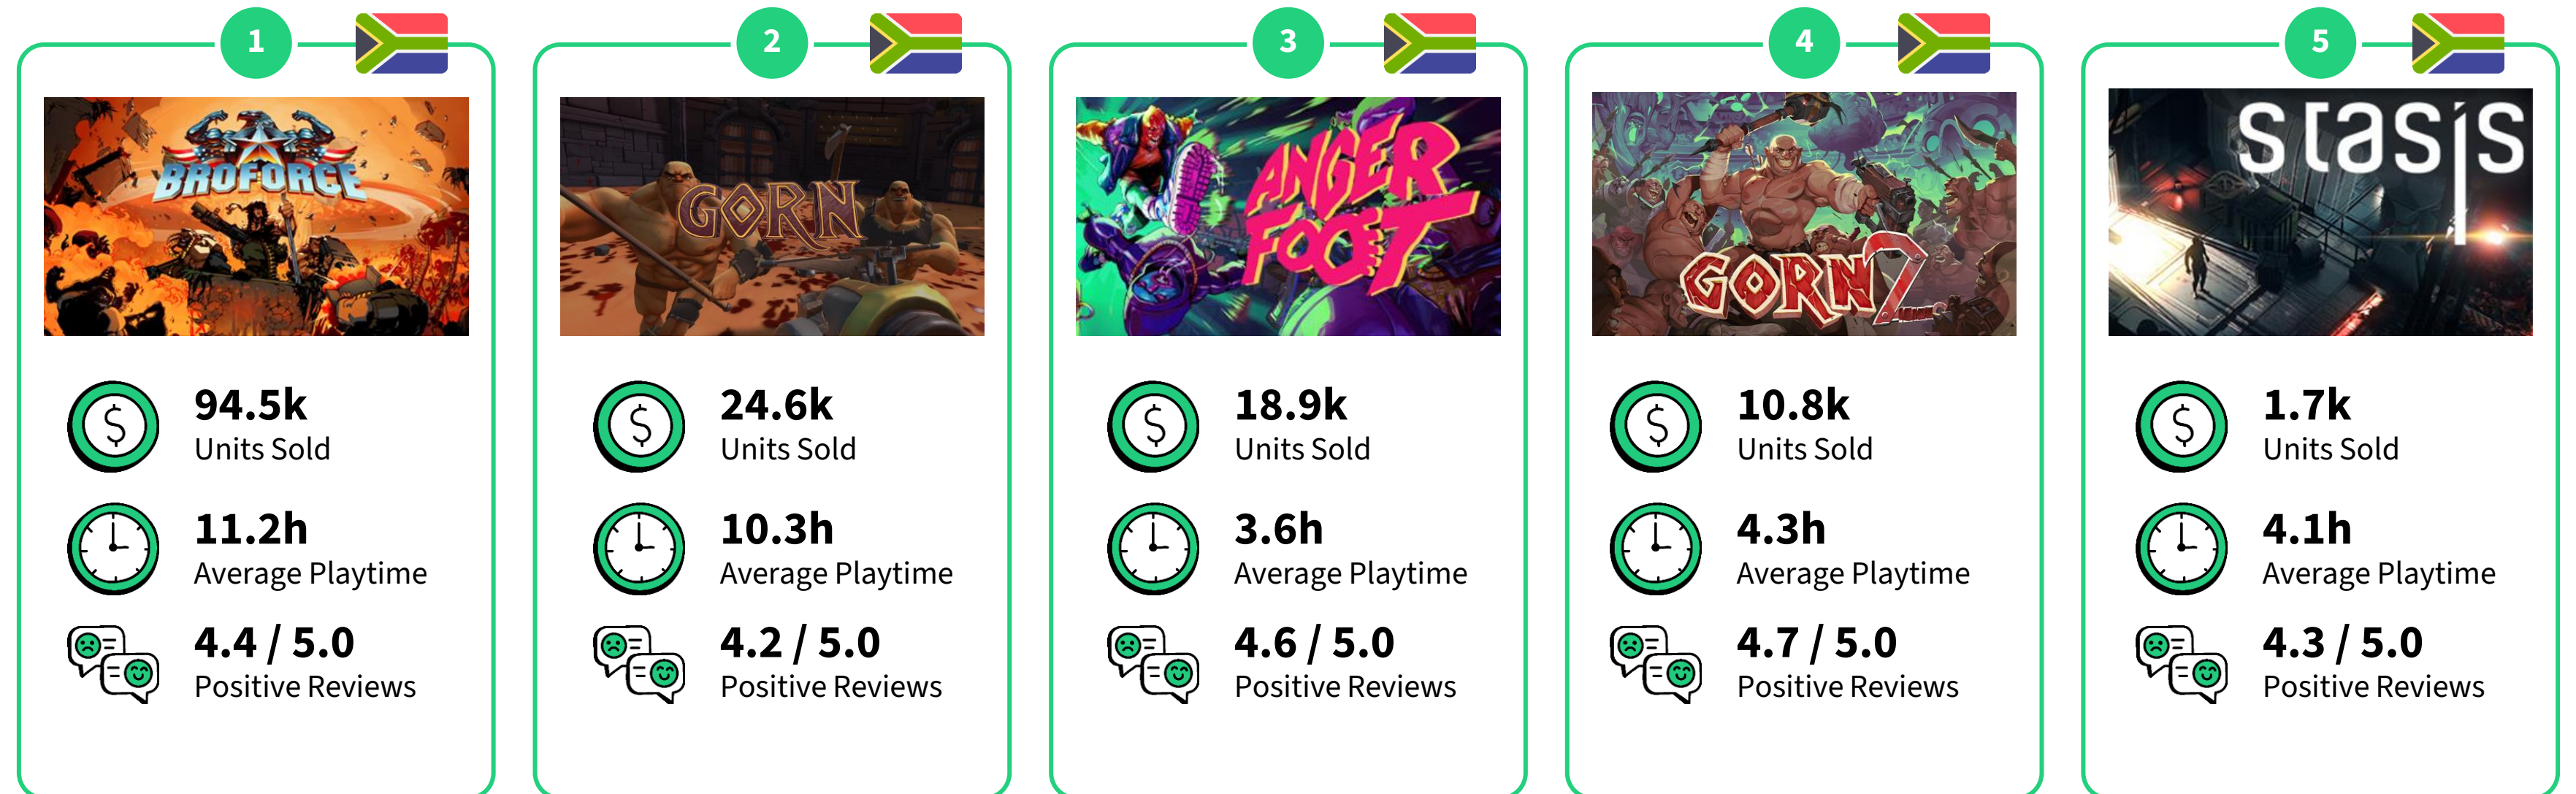 1
BROFORCE
94.5k
Units Sold
11.2h
Average Playtime
4.4 / 5.0
Positive Reviews
2
GORN
24.6k
Units Sold
10.3h
Average Playtime
4.2 / 5.0
Positive Reviews
3
ANGER
FOOT
18.9k
Units Sold
3.6h
Average Playtime
4.6 / 5.0
Positive Reviews
4
GORN 2
10.8k
Units Sold
4.3h
Average Playtime
4.7 / 5.0
Positive Reviews
5
stasis
1.7k
Units Sold
4.1h
Average Playtime
4.3 / 5.0
Positive Reviews